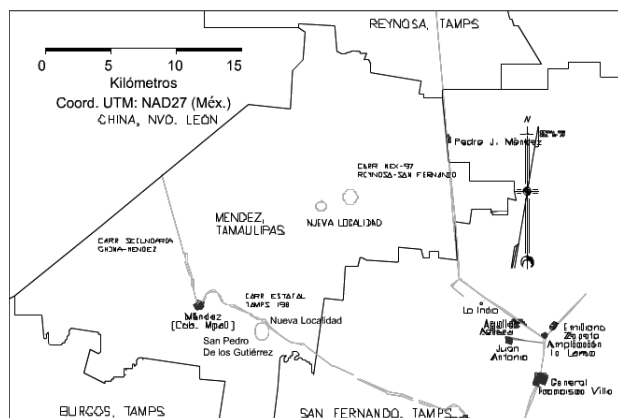 REYNOSA, TAMPS
0 5 10 15
Kilómetros
Coord. UTM: NAD27 (Méx.)
CHINA, NVO. LEÓN
N
Pedro J. Méndez
CARR MEX-97
REYNOSA-SAN FERNANDO
MENDEZ,
TAMAULIPAS
NUEVA LOCALIDAD
CARR SECUNDARIA
CHINA-MENDEZ
CARR ESTATAL
TAMPS 198
Méndez
(Cab. Mpal)
Nueva Localidad
San Pedro
De los Gutiérrez
La India
Emiliano
Zapata
Juan
Antonio
Ampliación
la Loma
General
Francisco Villa
BURGOS, TAMPS
SAN FERNANDO, TAMPS